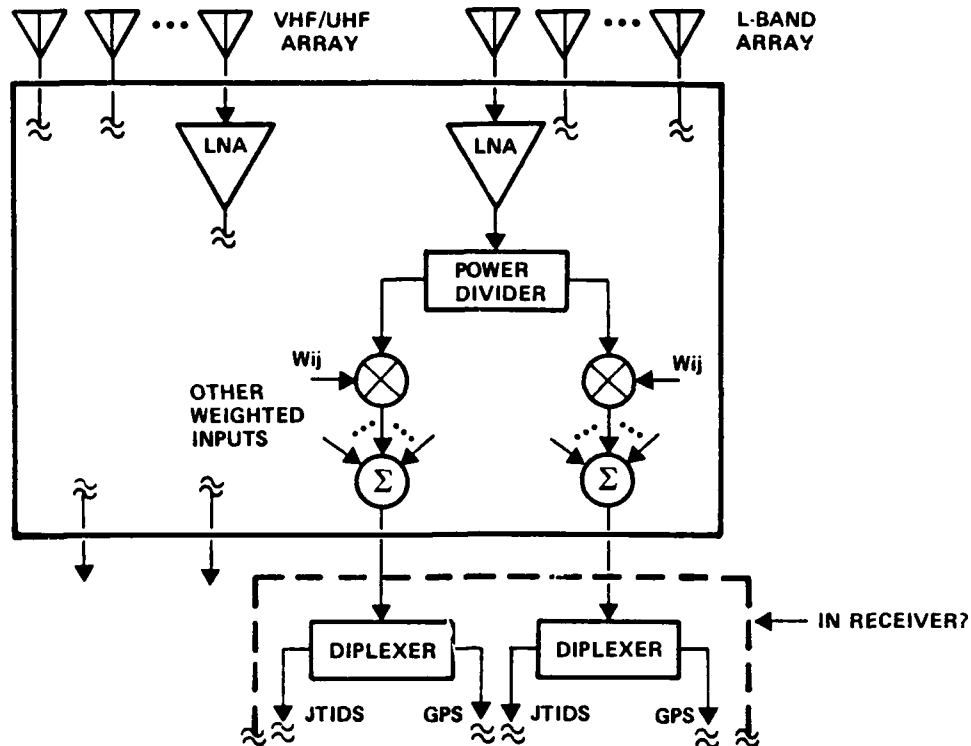 VHF/UHF
ARRAY
L-BAND
ARRAY
LNA
LNA
POWER
DIVIDER
Wij
Wij
OTHER
WEIGHTED
INPUTS
Σ
Σ
DIPLEXER
DIPLEXER
IN RECEIVER?
JTIDS
GPS
JTIDS
GPS